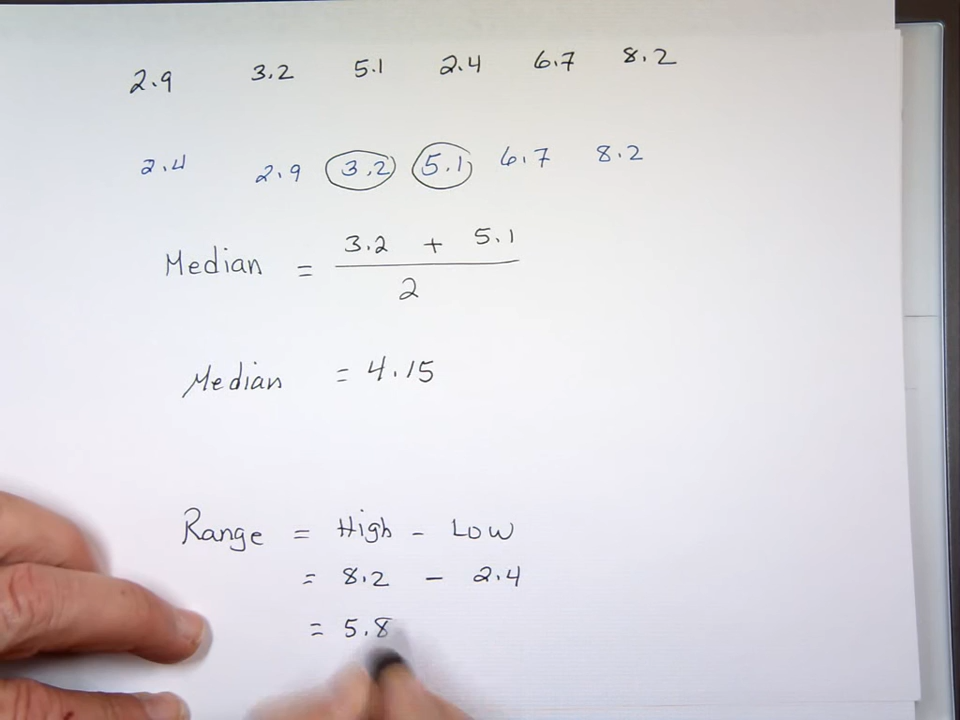 2.9 3.2 5.1 2.4 6.7 8.2
2.4 2.9 3.2 5.1 6.7 8.2
3.2 + 5.1
Median =
2
Median = 4.15
Range = High - Low
= 8.2 - 2.4
= 5.8